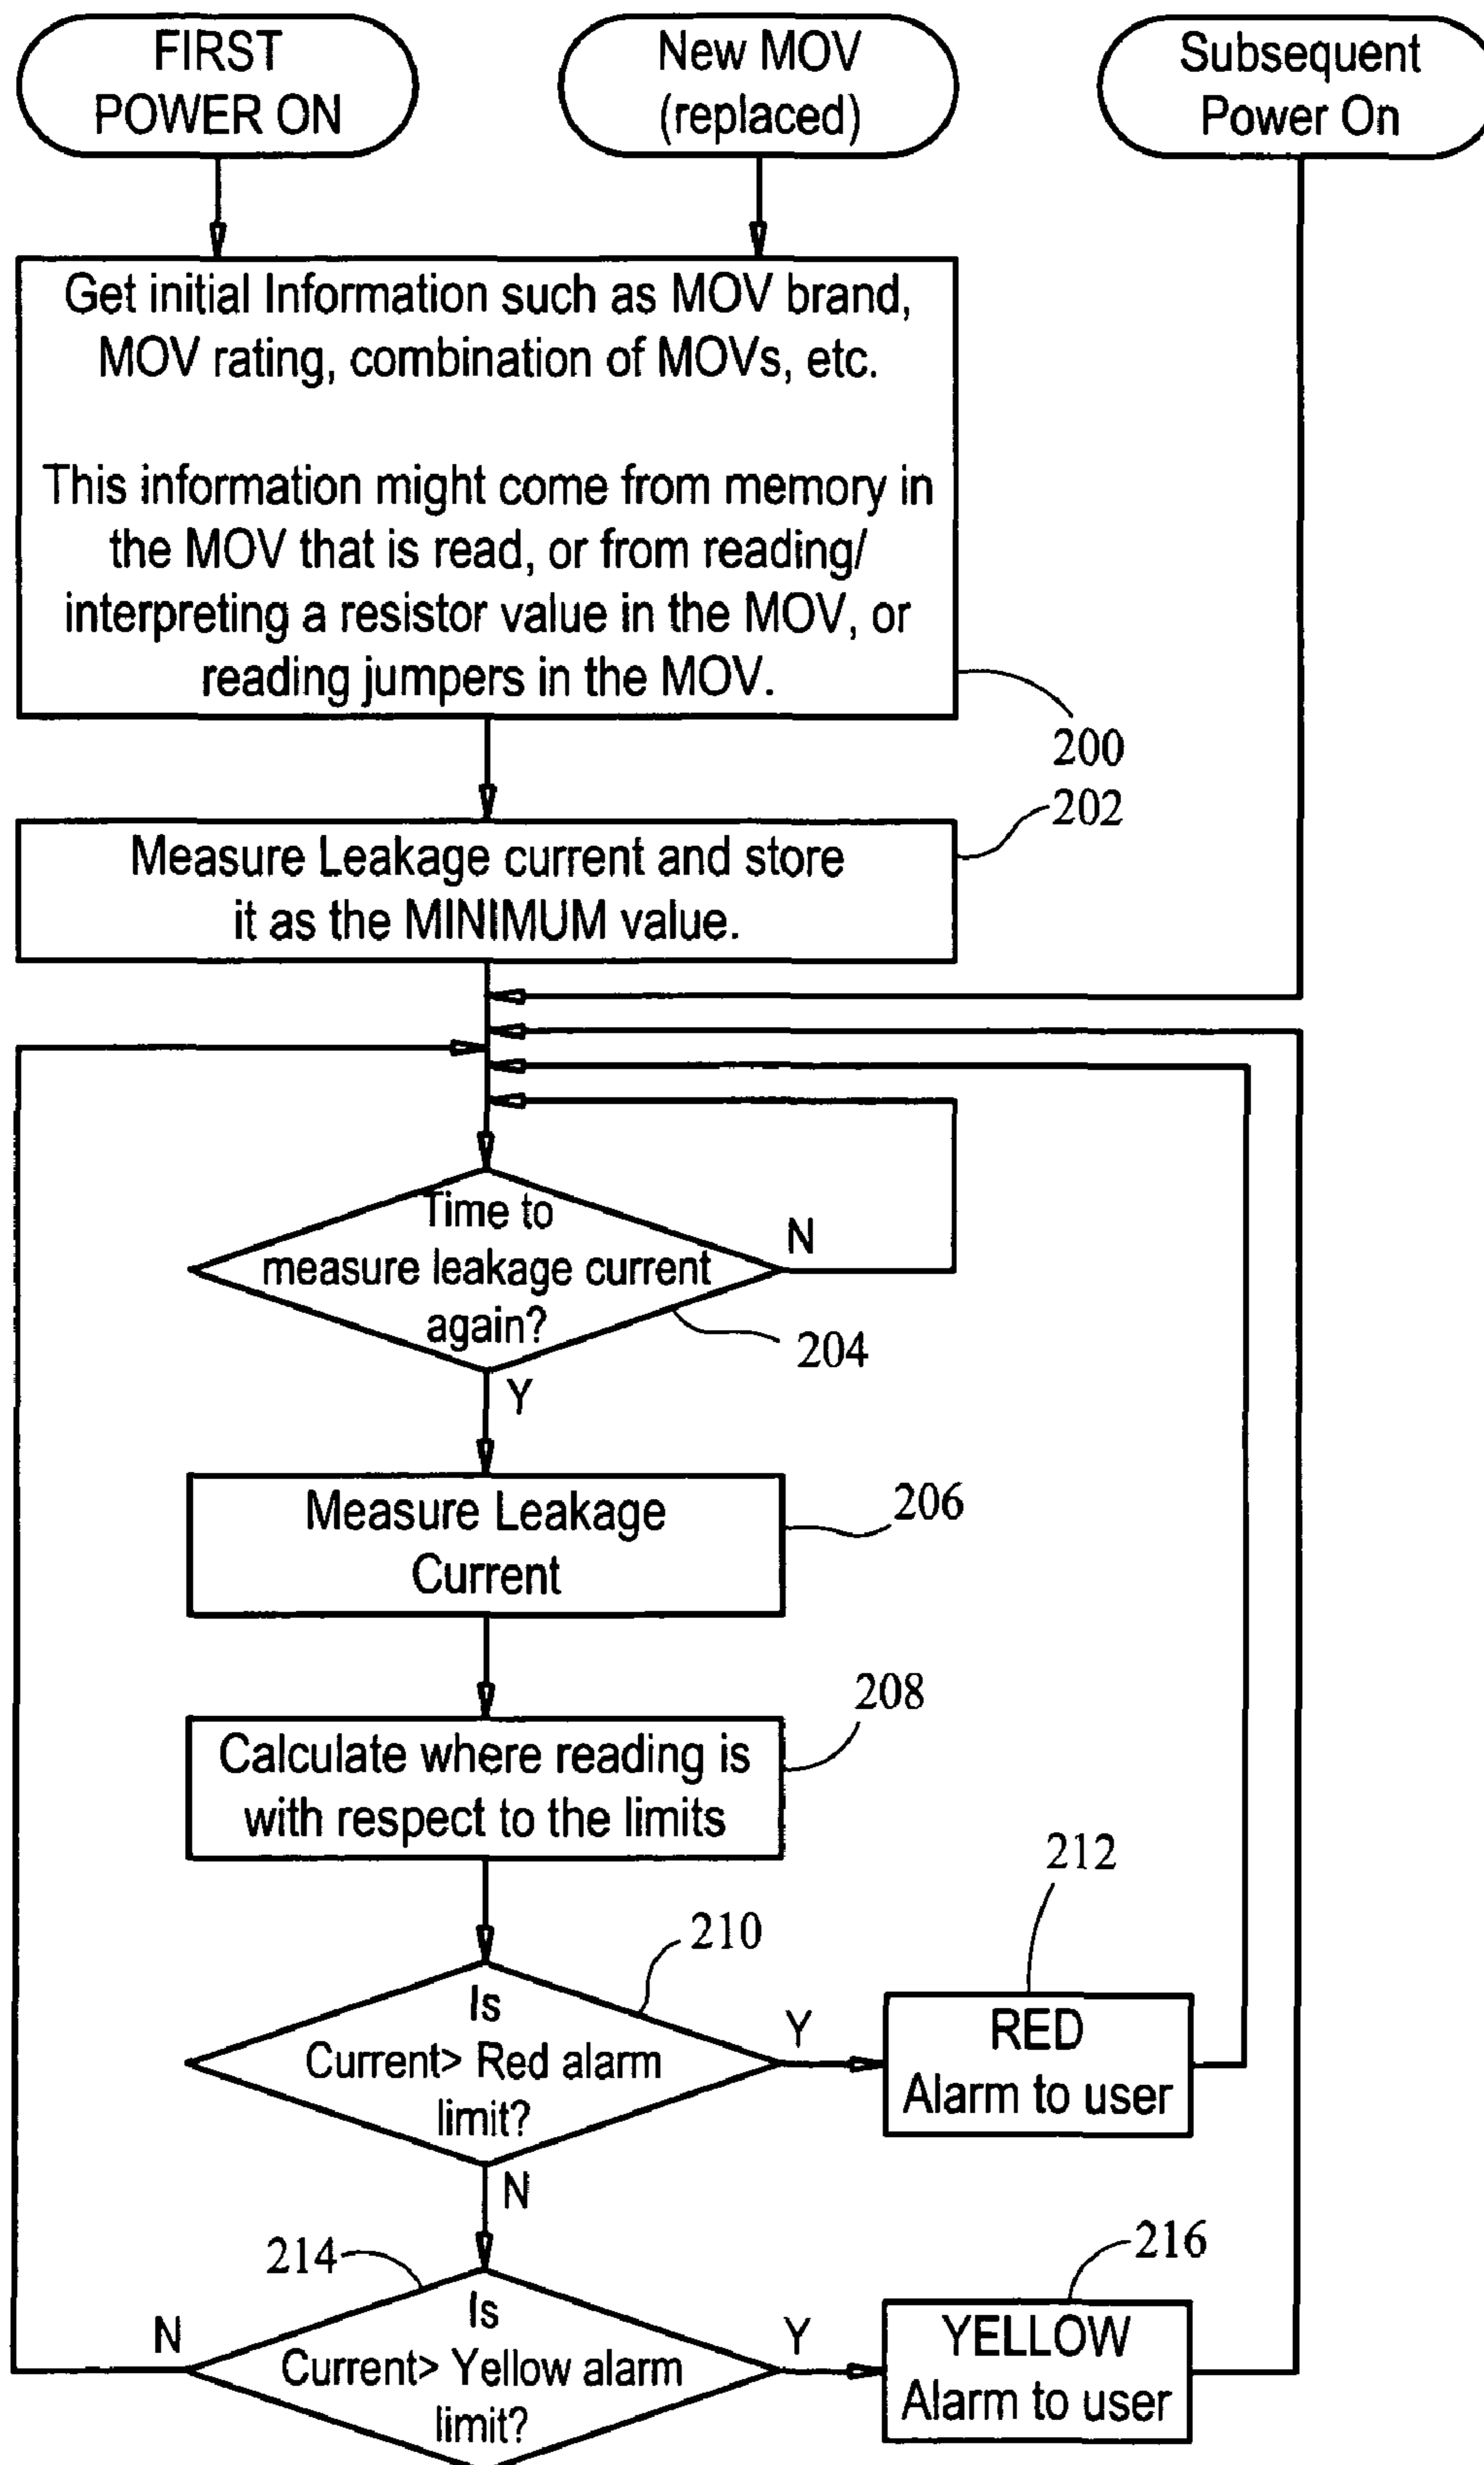 FIRST
POWER ON
New MOV
(replaced)
Subsequent
Power On
Get initial Information such as MOV brand,
MOV rating, combination of MOVs, etc.
This information might come from memory in
the MOV that is read, or from reading/
interpreting a resistor value in the MOV, or
reading jumpers in the MOV.
200
202
Measure Leakage current and store
it as the MINIMUM value.
Time to
measure leakage current
again?
N
204
Y
Measure Leakage
Current
206
208
Calculate where reading is
with respect to the limits
212
210
Is
Current> Red alarm
limit?
Y
RED
Alarm to user
N
214
216
Is
Current> Yellow alarm
limit?
N
Y
YELLOW
Alarm to user